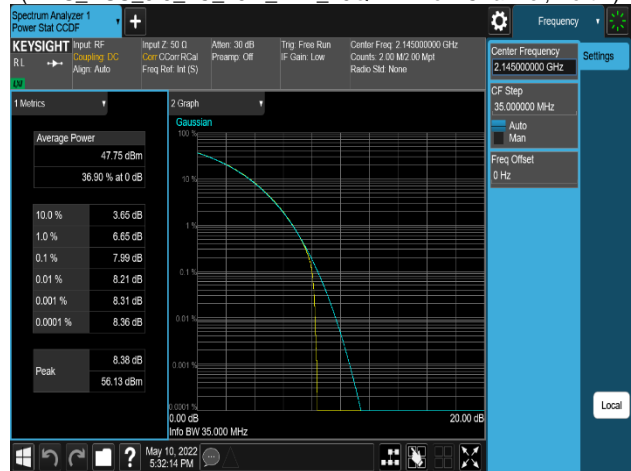 Spectrum Analyzer 1
Power Stat CCDF
Frequency
KEYSIGHT
RL
LXI
Input: RF
Coupling: DC
Align: Auto
Input Z: 50 Ω
Corr CCorr RCal
Freq Ref: Int (S)
Atten: 30 dB
Preamp: Off
Trig: Free Run
IF Gain: Low
Center Freq: 2.145000000 GHz
Counts: 2.00 M/2.00 Mpt
Radio Std: None
Center Frequency
2.145000000 GHz
Settings
CF Step
35.000000 MHz
Auto
Man
Freq Offset
0 Hz
Local
1 Metrics
Average Power
47.75 dBm
36.90 % at 0 dB
10.0 % 3.65 dB
1.0 % 6.65 dB
0.1 % 7.99 dB
0.01 % 8.21 dB
0.001 % 8.31 dB
0.0001 % 8.36 dB
Peak 8.38 dB
56.13 dBm
2 Graph
Gaussian
100 %
10 %
1 %
0.1 %
0.01 %
0.001 %
0.0001 %
0.00 dB 20.00 dB
Info BW 35.000 MHz
May 10, 2022
5:32:14 PM